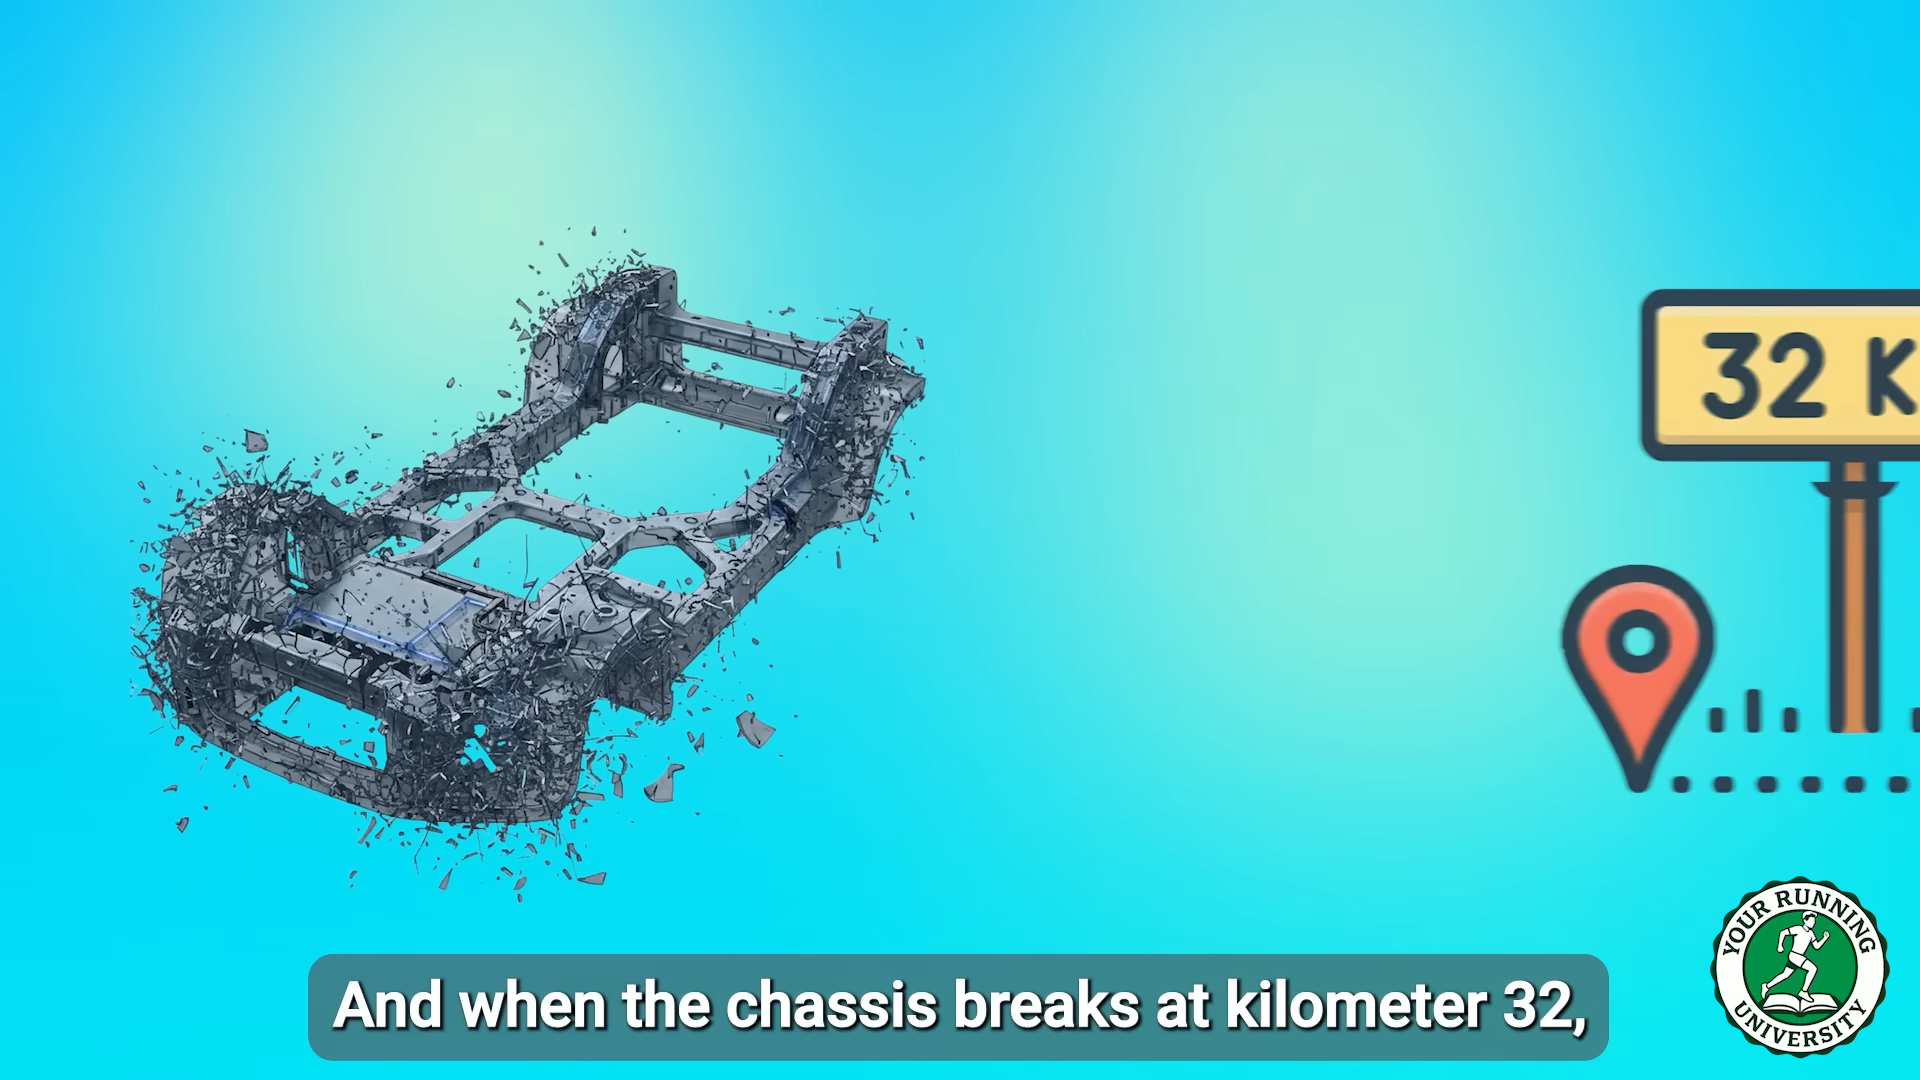 32 K
YOUR RUNNING
UNIVERSITY
And when the chassis breaks at kilometer 32,